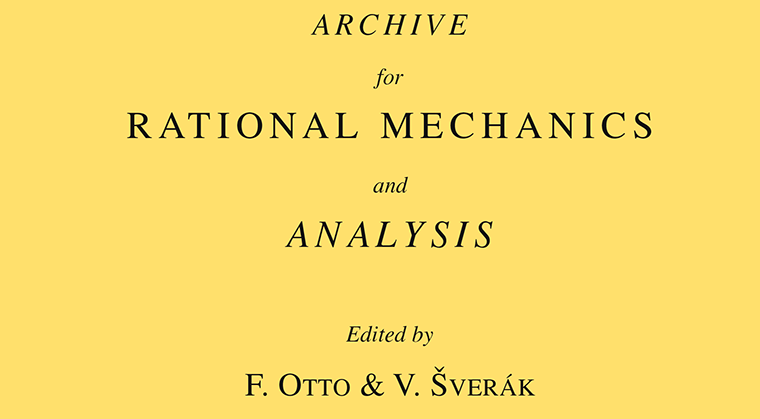 ARCHIVE
for
RATIONAL MECHANICS
and
ANALYSIS
Edited by
F. OTTO & V. ŠVERÁK